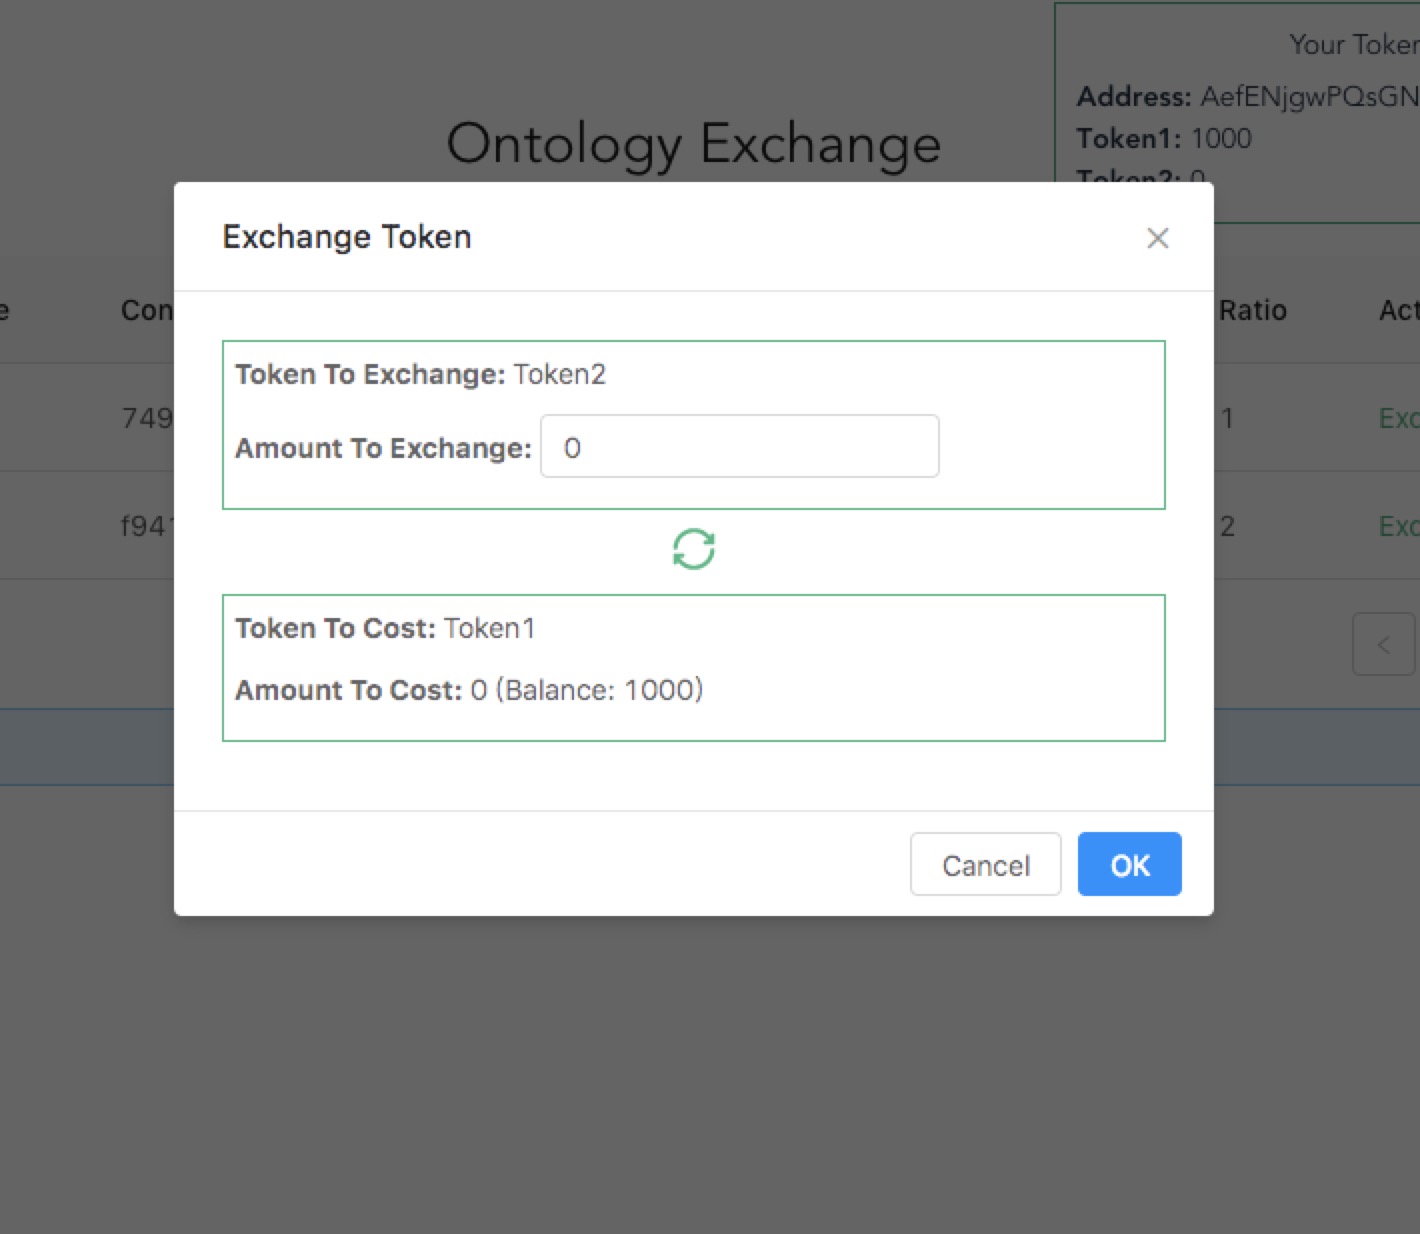 Your Token
Address: AefENjgwPQsGN
Ontology Exchange
Token1: 1000
Token2: 0
Exchange Token
e Con Ratio Act
Token To Exchange: Token2
749 1 Exc
Amount To Exchange: 0
f941 2 Exc
Token To Cost: Token1
<
Amount To Cost: 0 (Balance: 1000)
Cancel OK